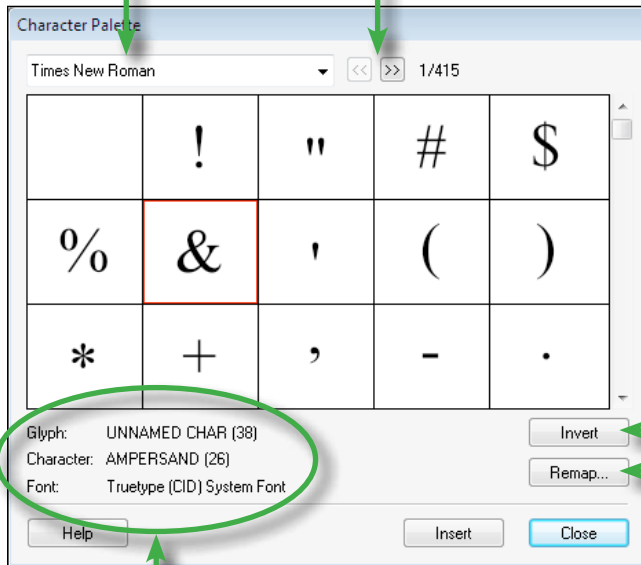 Character Palette
Times New Roman << >> 1/415
! " # $
% & ' ( )
* + , - .
Glyph: UNNAMED CHAR (38)
Character: AMPERSAND (26)
Font: Truetype (CID) System Font
Invert
Remap...
Help Insert Close